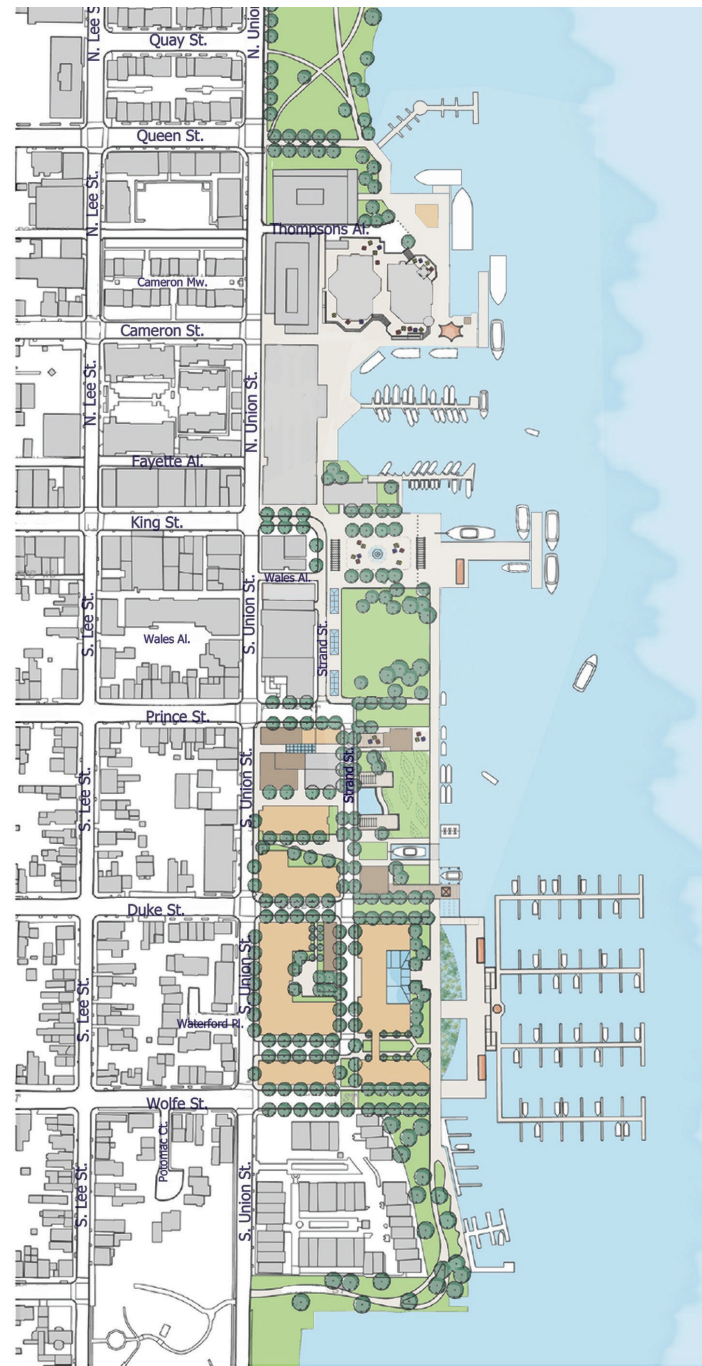 N. Lee S
Quay St.
N. Union
Queen St.
N. Lee St.
Thompsons Al.
Cameron Mw.
Cameron St.
N. Lee St.
N. Union St.
Fayette Al.
King St.
Wales Al.
S. Lee St.
Wales Al.
S. Union St.
Strand St.
Prince St.
S. Lee St.
S. Union St.
Strand St.
Duke St.
S. Lee St.
S. Union St.
Waterford Pl.
Wolfe St.
Potomac Ct.
S. Lee St.
S. Union St.